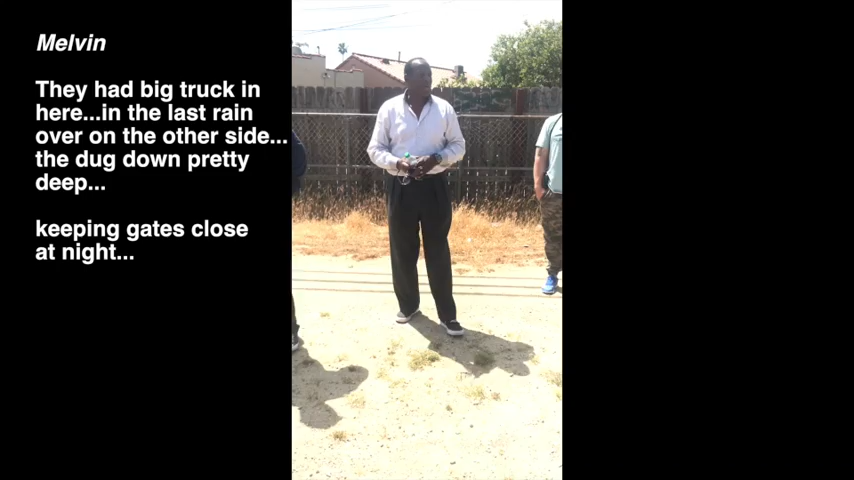 Melvin
They had big truck in
here...in the last rain
over on the other side...
the dug down pretty
deep...
keeping gates close
at night...